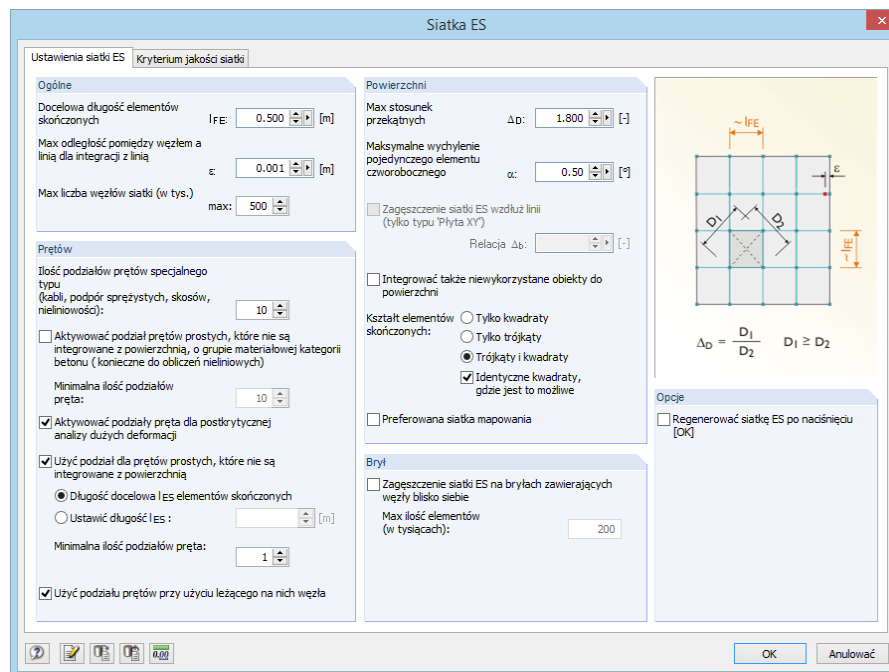 Siatka ES
Ustawienia siatki ES
Kryterium jakości siatki
Ogólne
Docelowa długość elementów
skończonych
lFE: 0.500 [m]
Max odległość pomiędzy węzłem a
linią dla integracji z linią
ε: 0.001 [m]
Max liczba węzłów siatki (w tys.)
max: 500
Prętów
Ilość podziałów prętów specjalnego
typu
(kabli, podpór sprężystych, skosów,
nieliniowości): 10
Aktywować podział prętów prostych, które nie są
integrowane z powierzchnią, o grupie materiałowej kategorii
betonu ( konieczne do obliczeń nieliniowych)
Minimalna ilość podziałów
pręta: 10
Aktywować podziały pręta dla postkrytycznej
analizy dużych deformacji
Użyć podział dla prętów prostych, które nie są
integrowane z powierzchnią
Długość docelowa lES elementów skończonych
Ustawić długość lES : [m]
Minimalna ilość podziałów pręta:
1
Użyć podziału prętów przy użyciu leżącego na nich węzła
Powierzchni
Max stosunek
przekątnych ΔD: 1.800 [-]
Maksymalne wychylenie
pojedynczego elementu
czworobocznego α: 0.50 [°]
Zagęszczenie siatki ES wzdłuż linii
(tylko typu 'Płyta XY')
Relacja Δb: [-]
Integrować także niewykorzystane obiekty do
powierzchni
Kształt elementów
skończonych:
Tylko kwadraty
Tylko trójkąty
Trójkąty i kwadraty
Identyczne kwadraty,
gdzie jest to możliwe
Preferowana siatka mapowania
Brył
Zagęszczenie siatki ES na bryłach zawierających
węzły blisko siebie
Max ilość elementów
(w tysiącach): 200
~ lFE
ε
D1
D2
~ lFE
ΔD = D1 / D2 D1 ≥ D2
Opcje
Regenerować siatkę ES po naciśnięciu
[OK]
0.00
OK
Anulować